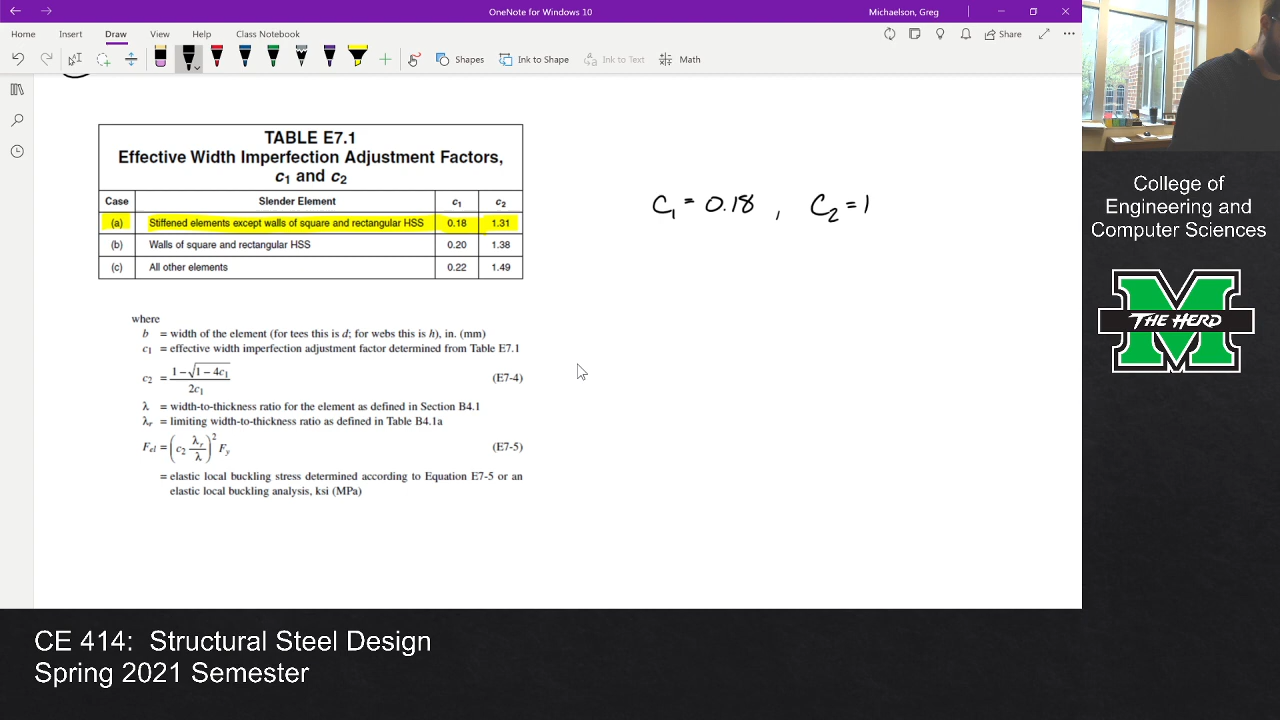 OneNote for Windows 10
Michaelson, Greg
Home Insert Draw View Help Class Notebook
Share
Shapes Ink to Shape Ink to Text Math
TABLE E7.1
Effective Width Imperfection Adjustment Factors,
c1 and c2
Case Slender Element c1 c2
(a) Stiffened elements except walls of square and rectangular HSS 0.18 1.31
(b) Walls of square and rectangular HSS 0.20 1.38
(c) All other elements 0.22 1.49
C1 = 0.18 , C2 = 1
where
b = width of the element (for tees this is d; for webs this is h), in. (mm)
c1 = effective width imperfection adjustment factor determined from Table E7.1
c2 = (1−√(1−4c1))/(2c1) (E7-4)
λ = width-to-thickness ratio for the element as defined in Section B4.1
λr = limiting width-to-thickness ratio as defined in Table B4.1a
Fel = (c2 λr/λ)² Fy (E7-5)
= elastic local buckling stress determined according to Equation E7-5 or an
elastic local buckling analysis, ksi (MPa)
College of
Engineering and
Computer Sciences
THE HERD
CE 414: Structural Steel Design
Spring 2021 Semester